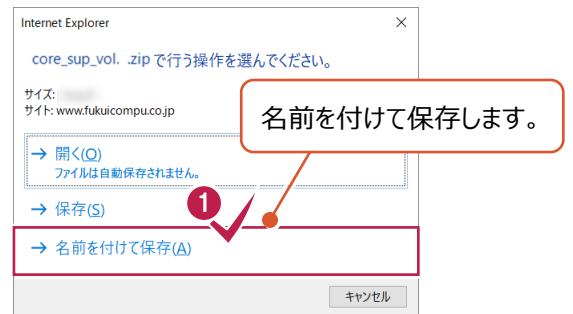 Internet Explorer
core_sup_vol. .zip で行う操作を選んでください。
サイズ:
サイト: www.fukuicompu.co.jp
名前を付けて保存します。
→ 開く(O)
ファイルは自動保存されません。
→ 保存(S)
1
→ 名前を付けて保存(A)
キャンセル